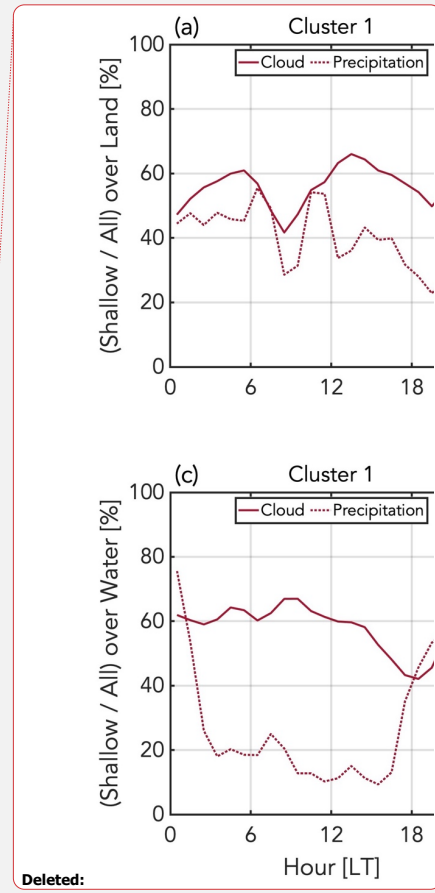 (a) Cluster 1
100
Cloud Precipitation
80
60
40
20
0
0 6 12 18
(Shallow / All) over Land [%]
(c) Cluster 1
100
Cloud Precipitation
80
60
40
20
0
0 6 12 18
(Shallow / All) over Water [%]
Hour [LT]
Deleted: